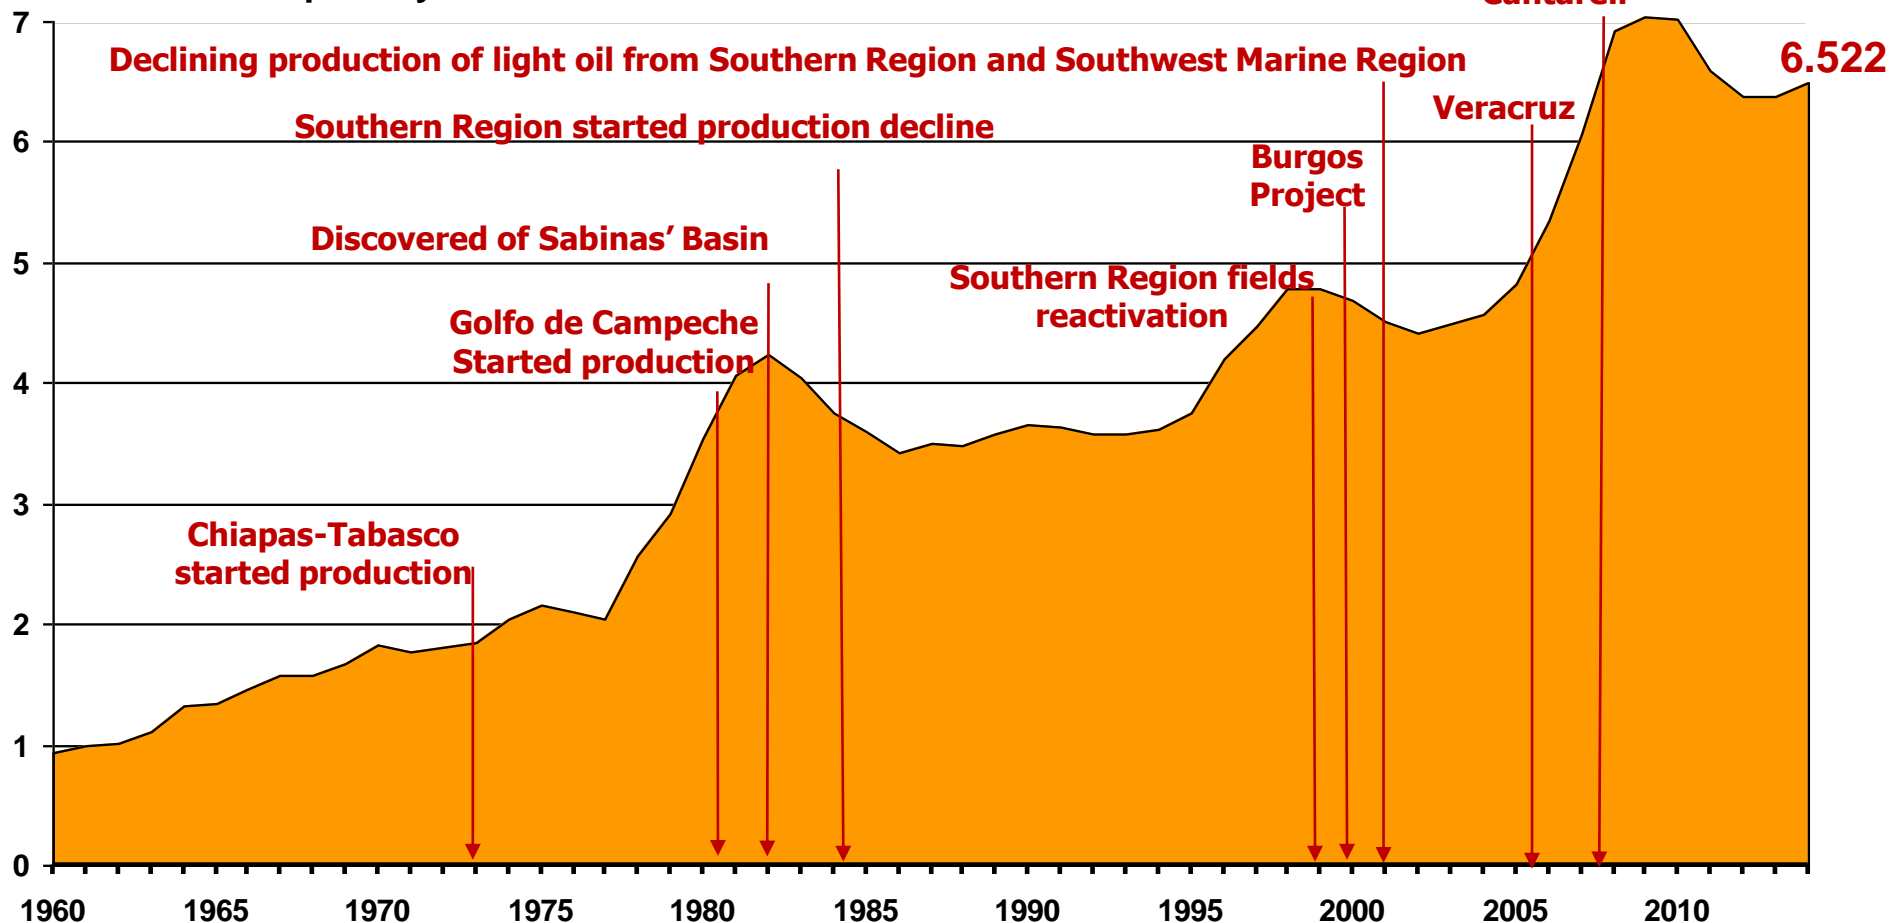 7
Declining production of light oil from Southern Region and Southwest Marine Region
6.522
Veracruz
Southern Region started production decline
6
Burgos
Project
Discovered of Sabinas’ Basin
5
Southern Region fields
reactivation
Golfo de Campeche
Started production
4
3
Chiapas-Tabasco
started production
2
1
0
1960 1965 1970 1975 1980 1985 1990 1995 2000 2005 2010